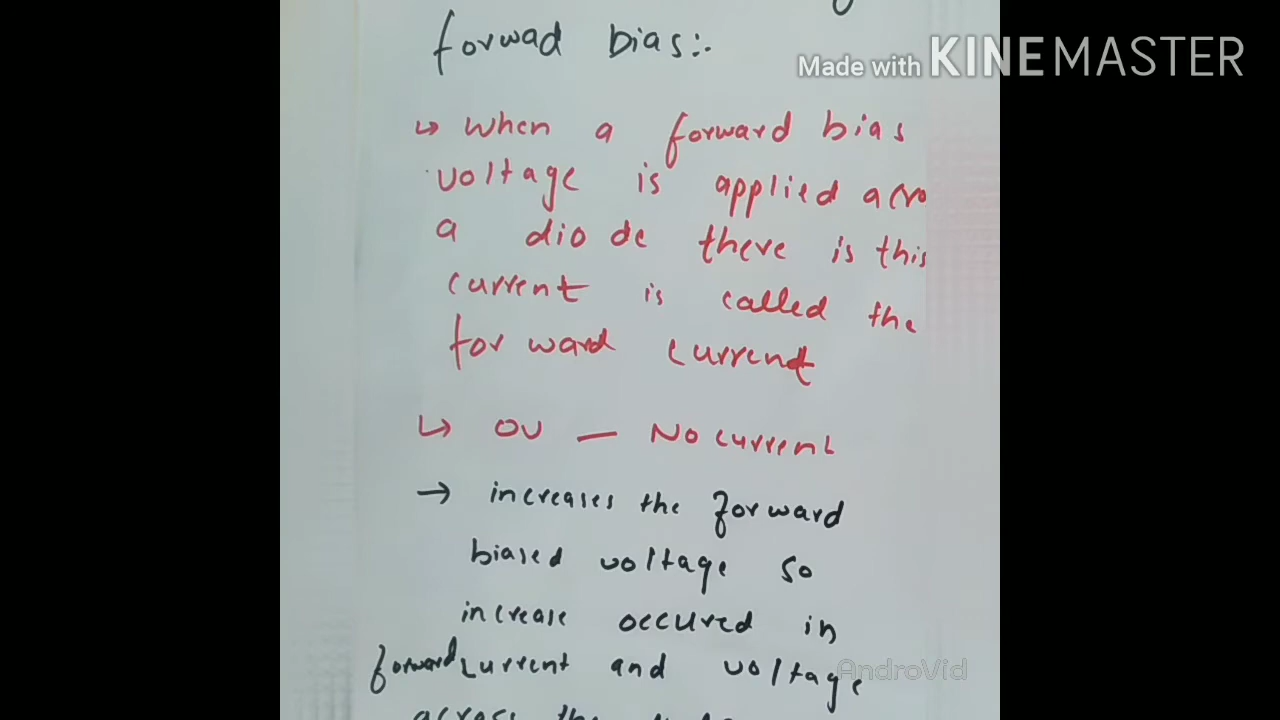 forwad bias:-
Made with KINEMASTER
↳ When a forward bias
voltage is applied acro
a diode there is this
current is called the
forward current
↳ 0V — No current
→ increases the forward
biased voltage so
increase occured in
forward current and voltage
AndroVid
across the